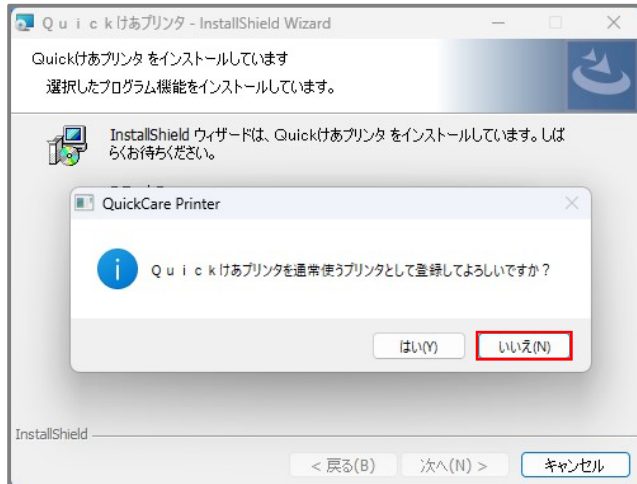 Ｑｕｉｃｋけあプリンタ - InstallShield Wizard
Quickけあプリンタ をインストールしています
選択したプログラム機能をインストールしています。
InstallShield ウィザードは、Quickけあプリンタ をインストールしています。しば
らくお待ちください。
QuickCare Printer
Ｑｕｉｃｋけあプリンタを通常使うプリンタとして登録してよろしいですか？
はい(Y)
いいえ(N)
InstallShield
< 戻る(B)
次へ(N) >
キャンセル